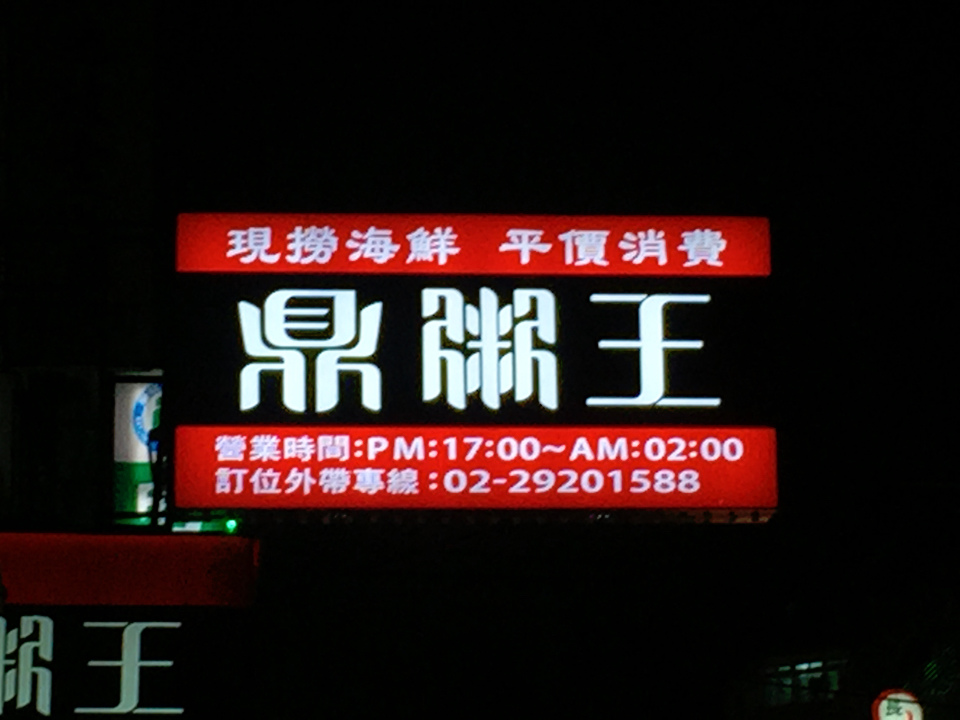 現撈海鮮 平價消費
鼎粥王
營業時間:PM:17:00~AM:02:00
訂位外帶專線:02-29201588
粥王